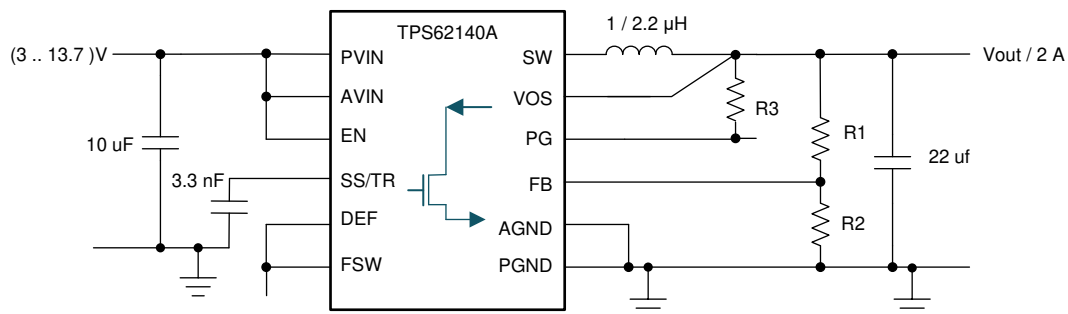 TPS62140A
1 / 2.2 µH
(3 .. 13.7 )V
PVIN
SW
Vout / 2 A
AVIN
VOS
R3
EN
PG
10 uF
R1
22 uf
3.3 nF
SS/TR
FB
DEF
AGND
R2
FSW
PGND